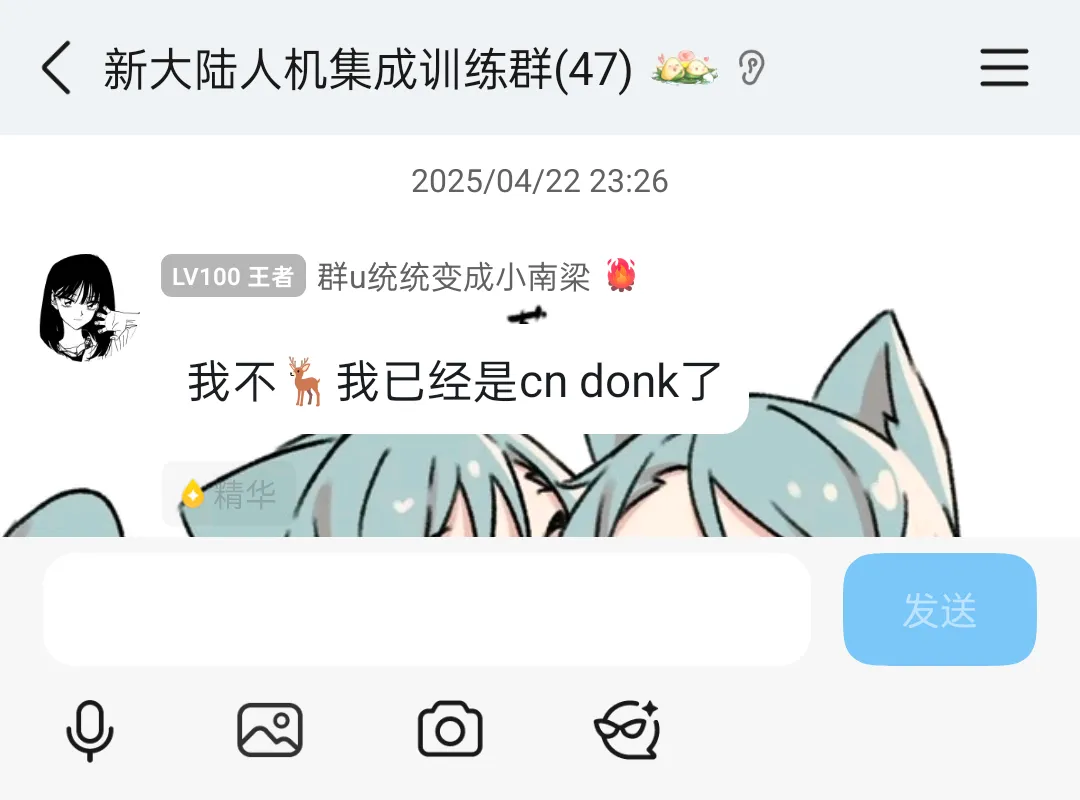 新大陆人机集成训练群(47)
2025/04/22 23:26
LV100 王者 群u统统变成小南梁 🔥
我不🦌我已经是cn donk了
精华
发送